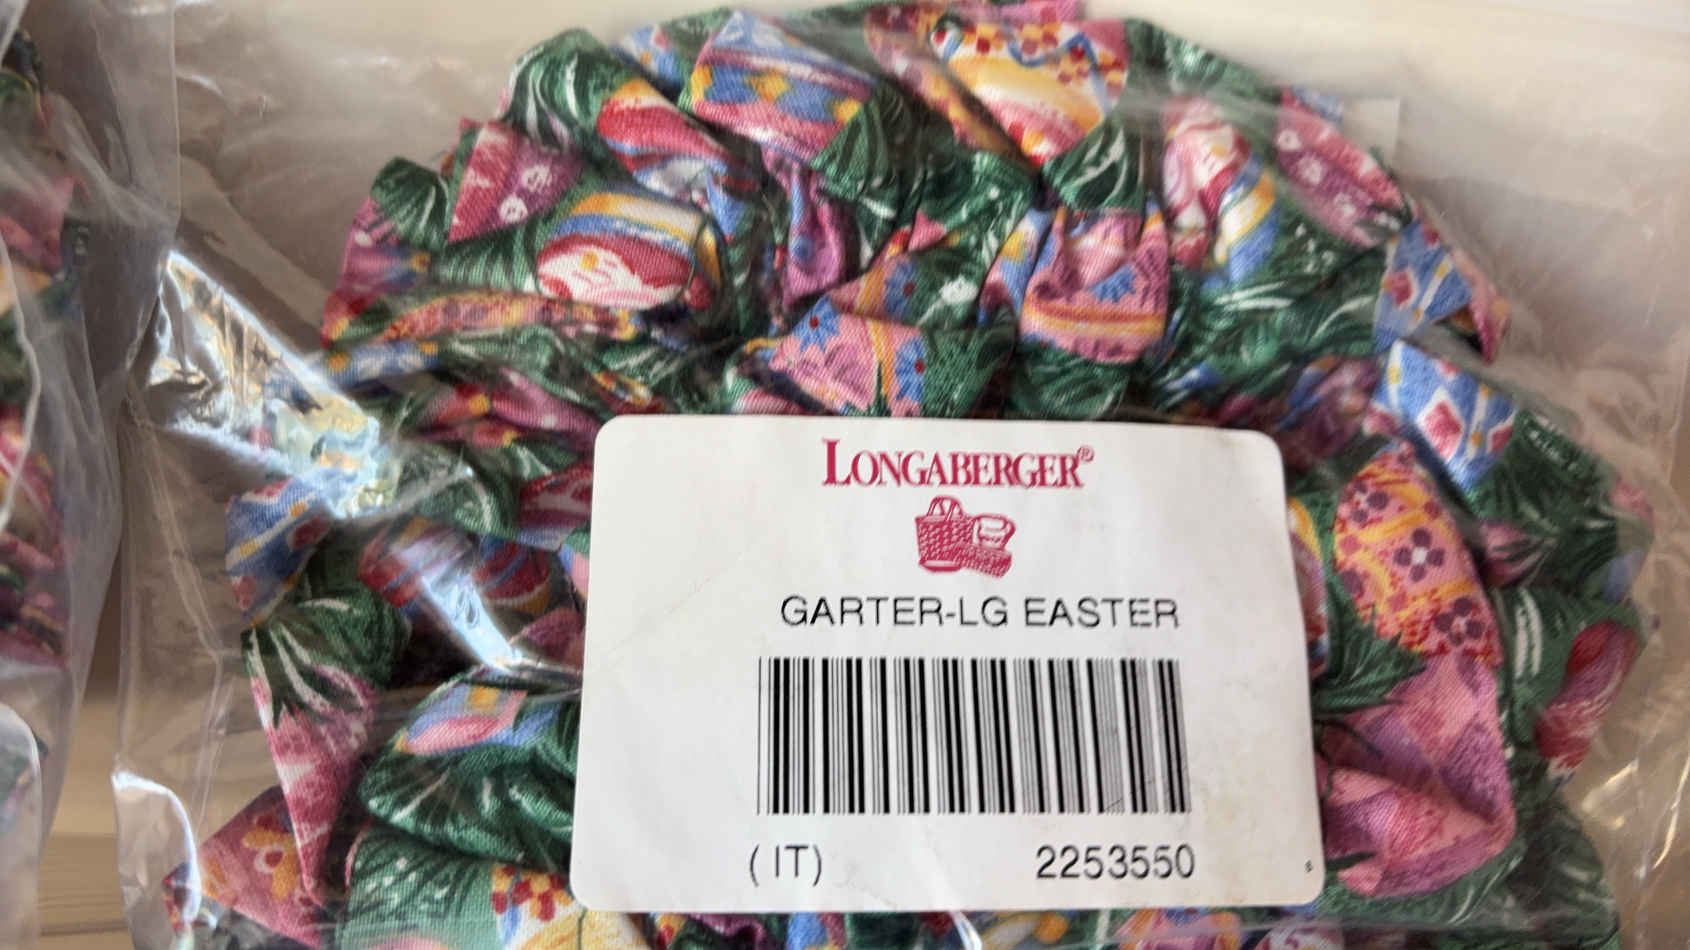 LONGABERGER®
GARTER-LG EASTER
(IT) 2253550